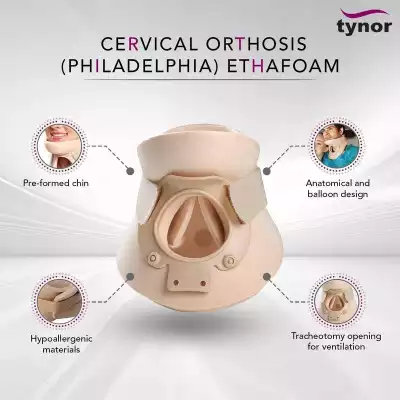 tynor
CERVICAL ORTHOSIS
(PHILADELPHIA) ETHAFOAM
Pre-formed chin
Anatomical and
balloon design
Hypoallergenic
materials
Tracheotomy opening
for ventilation